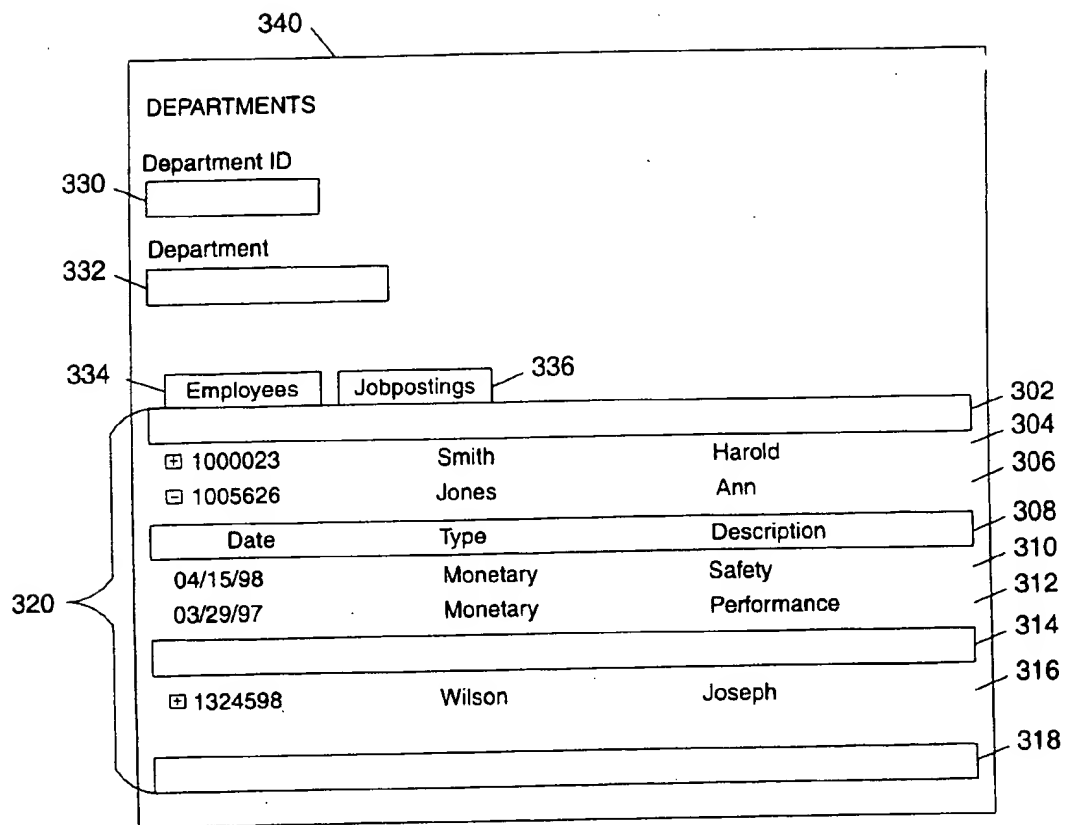 340
DEPARTMENTS
Department ID
330
Department
332
334 Employees Jobpostings 336
302
304
⊞ 1000023 Smith Harold
306
⊟ 1005626 Jones Ann
308
Date Type Description
310
04/15/98 Monetary Safety
312
320 03/29/97 Monetary Performance
314
316
⊞ 1324598 Wilson Joseph
318